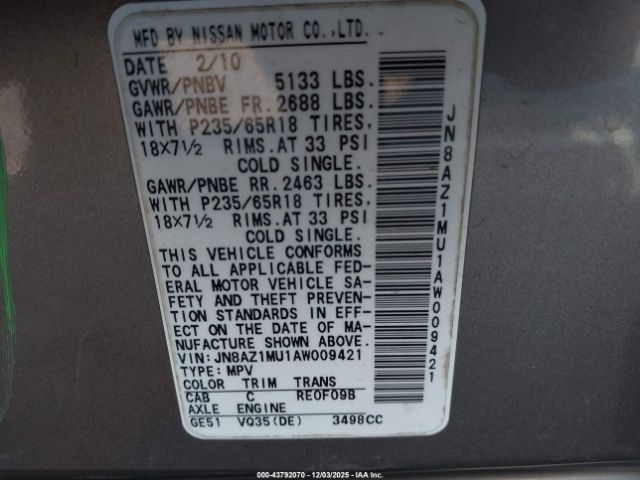 MFD BY NISSAN MOTOR CO.,LTD.
DATE 2/10
GVWR/PNBV 5133 LBS.
GAWR/PNBE FR. 2688 LBS.
WITH P235/65R18 TIRES,
18X7½ RIMS. AT 33 PSI
COLD SINGLE.
GAWR/PNBE RR. 2463 LBS.
WITH P235/65R18 TIRES,
18X7½ RIMS. AT 33 PSI
COLD SINGLE.
THIS VEHICLE CONFORMS
TO ALL APPLICABLE FED-
ERAL MOTOR VEHICLE SA-
FETY AND THEFT PREVEN-
TION STANDARDS IN EFF-
ECT ON THE DATE OF MA-
NUFACTURE SHOWN ABOVE.
VIN: JN8AZ1MU1AW009421
TYPE: MPV
COLOR TRIM TRANS
CAB C RE0F09B
AXLE ENGINE
GE51 VQ35(DE) 3498CC
JN8AZ1MU1AW009421
000-43792070 | 12/03/2025 - IAAI.COM